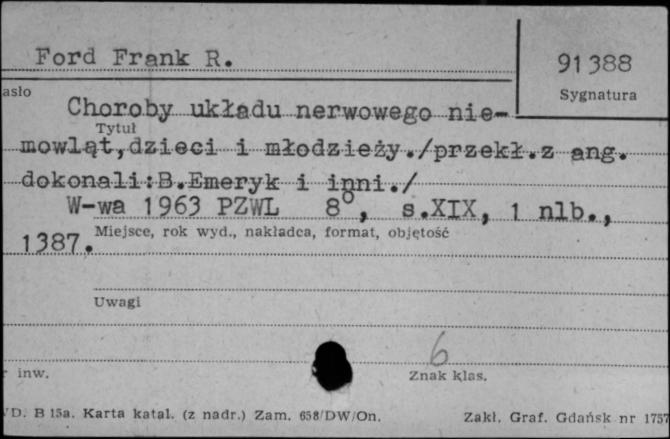 Ford Frank R.
91388
asło
Sygnatura
Choroby układu nerwowego nie-
Tytuł
mowląt,dzieci i młodzieży./przekł.z ang.
dokonali:B.Emeryk i inni./
W-wa 1963 PZWL 8⁰, s.XIX, 1 nlb.,
1387.
Miejsce, rok wyd., nakładca, format, objętość
Uwagi
6
r inw.
Znak klas.
D. B 15a. Karta katal. (z nadr.) Zam. 658/DW/On.
Zakł. Graf. Gdańsk nr 1757